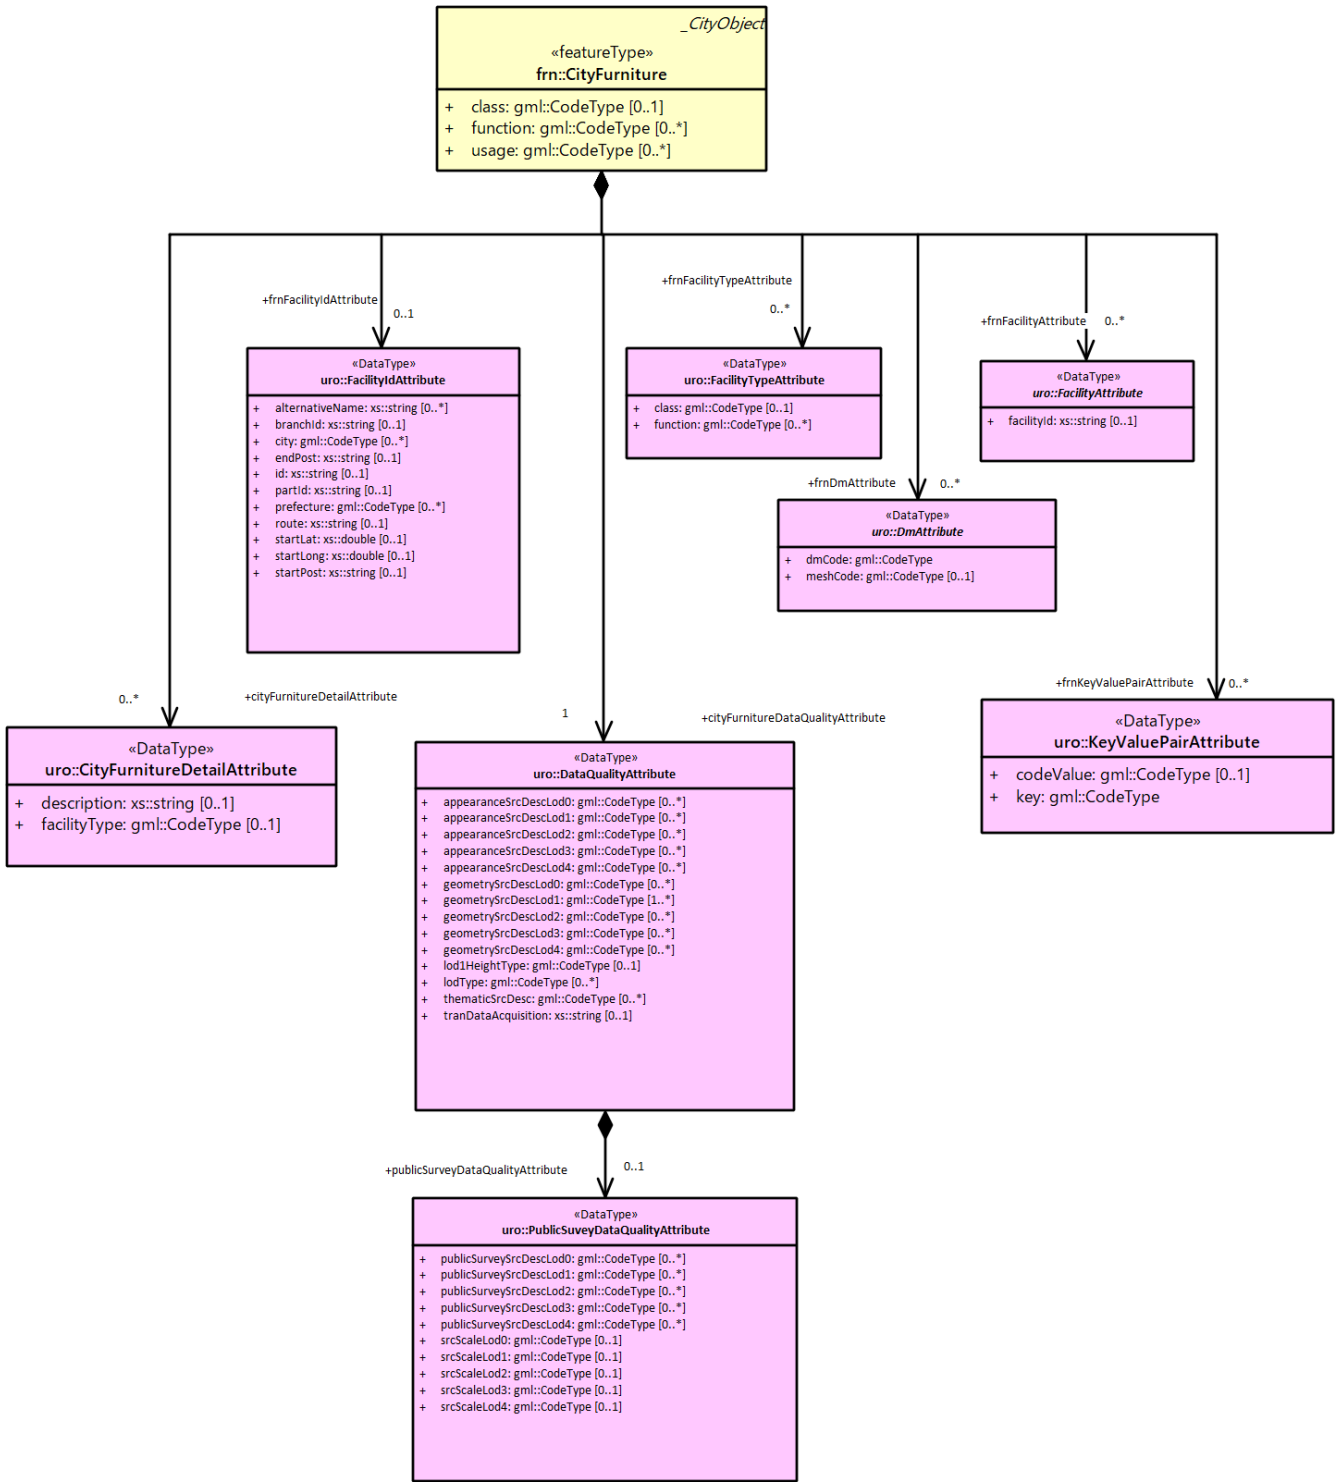 _CityObject
«featureType»
frn::CityFurniture
+ class: gml::CodeType [0..1]
+ function: gml::CodeType [0..*]
+ usage: gml::CodeType [0..*]
+frnFacilityIdAttribute
0..1
+frnFacilityTypeAttribute
0..*
+frnFacilityAttribute
0..*
«DataType»
uro::FacilityIdAttribute
+ alternativeName: xs::string [0..*]
+ branchId: xs::string [0..1]
+ city: gml::CodeType [0..*]
+ endPost: xs::string [0..1]
+ id: xs::string [0..1]
+ partId: xs::string [0..1]
+ prefecture: gml::CodeType [0..*]
+ route: xs::string [0..1]
+ startLat: xs::double [0..1]
+ startLong: xs::double [0..1]
+ startPost: xs::string [0..1]
«DataType»
uro::FacilityTypeAttribute
+ class: gml::CodeType [0..1]
+ function: gml::CodeType [0..*]
«DataType»
uro::FacilityAttribute
+ facilityId: xs::string [0..1]
+frnDmAttribute
0..*
«DataType»
uro::DmAttribute
+ dmCode: gml::CodeType
+ meshCode: gml::CodeType [0..1]
0..*
+cityFurnitureDetailAttribute
«DataType»
uro::CityFurnitureDetailAttribute
+ description: xs::string [0..1]
+ facilityType: gml::CodeType [0..1]
1
+cityFurnitureDataQualityAttribute
«DataType»
uro::DataQualityAttribute
+ appearanceSrcDescLod0: gml::CodeType [0..*]
+ appearanceSrcDescLod1: gml::CodeType [0..*]
+ appearanceSrcDescLod2: gml::CodeType [0..*]
+ appearanceSrcDescLod3: gml::CodeType [0..*]
+ appearanceSrcDescLod4: gml::CodeType [0..*]
+ geometrySrcDescLod0: gml::CodeType [0..*]
+ geometrySrcDescLod1: gml::CodeType [1..*]
+ geometrySrcDescLod2: gml::CodeType [0..*]
+ geometrySrcDescLod3: gml::CodeType [0..*]
+ geometrySrcDescLod4: gml::CodeType [0..*]
+ lod1HeightType: gml::CodeType [0..1]
+ lodType: gml::CodeType [0..*]
+ thematicSrcDesc: gml::CodeType [0..*]
+ tranDataAcquisition: xs::string [0..1]
+frnKeyValuePairAttribute
0..*
«DataType»
uro::KeyValuePairAttribute
+ codeValue: gml::CodeType [0..1]
+ key: gml::CodeType
+publicSurveyDataQualityAttribute
0..1
«DataType»
uro::PublicSuveyDataQualityAttribute
+ publicSurveySrcDescLod0: gml::CodeType [0..*]
+ publicSurveySrcDescLod1: gml::CodeType [0..*]
+ publicSurveySrcDescLod2: gml::CodeType [0..*]
+ publicSurveySrcDescLod3: gml::CodeType [0..*]
+ publicSurveySrcDescLod4: gml::CodeType [0..*]
+ srcScaleLod0: gml::CodeType [0..1]
+ srcScaleLod1: gml::CodeType [0..1]
+ srcScaleLod2: gml::CodeType [0..1]
+ srcScaleLod3: gml::CodeType [0..1]
+ srcScaleLod4: gml::CodeType [0..1]